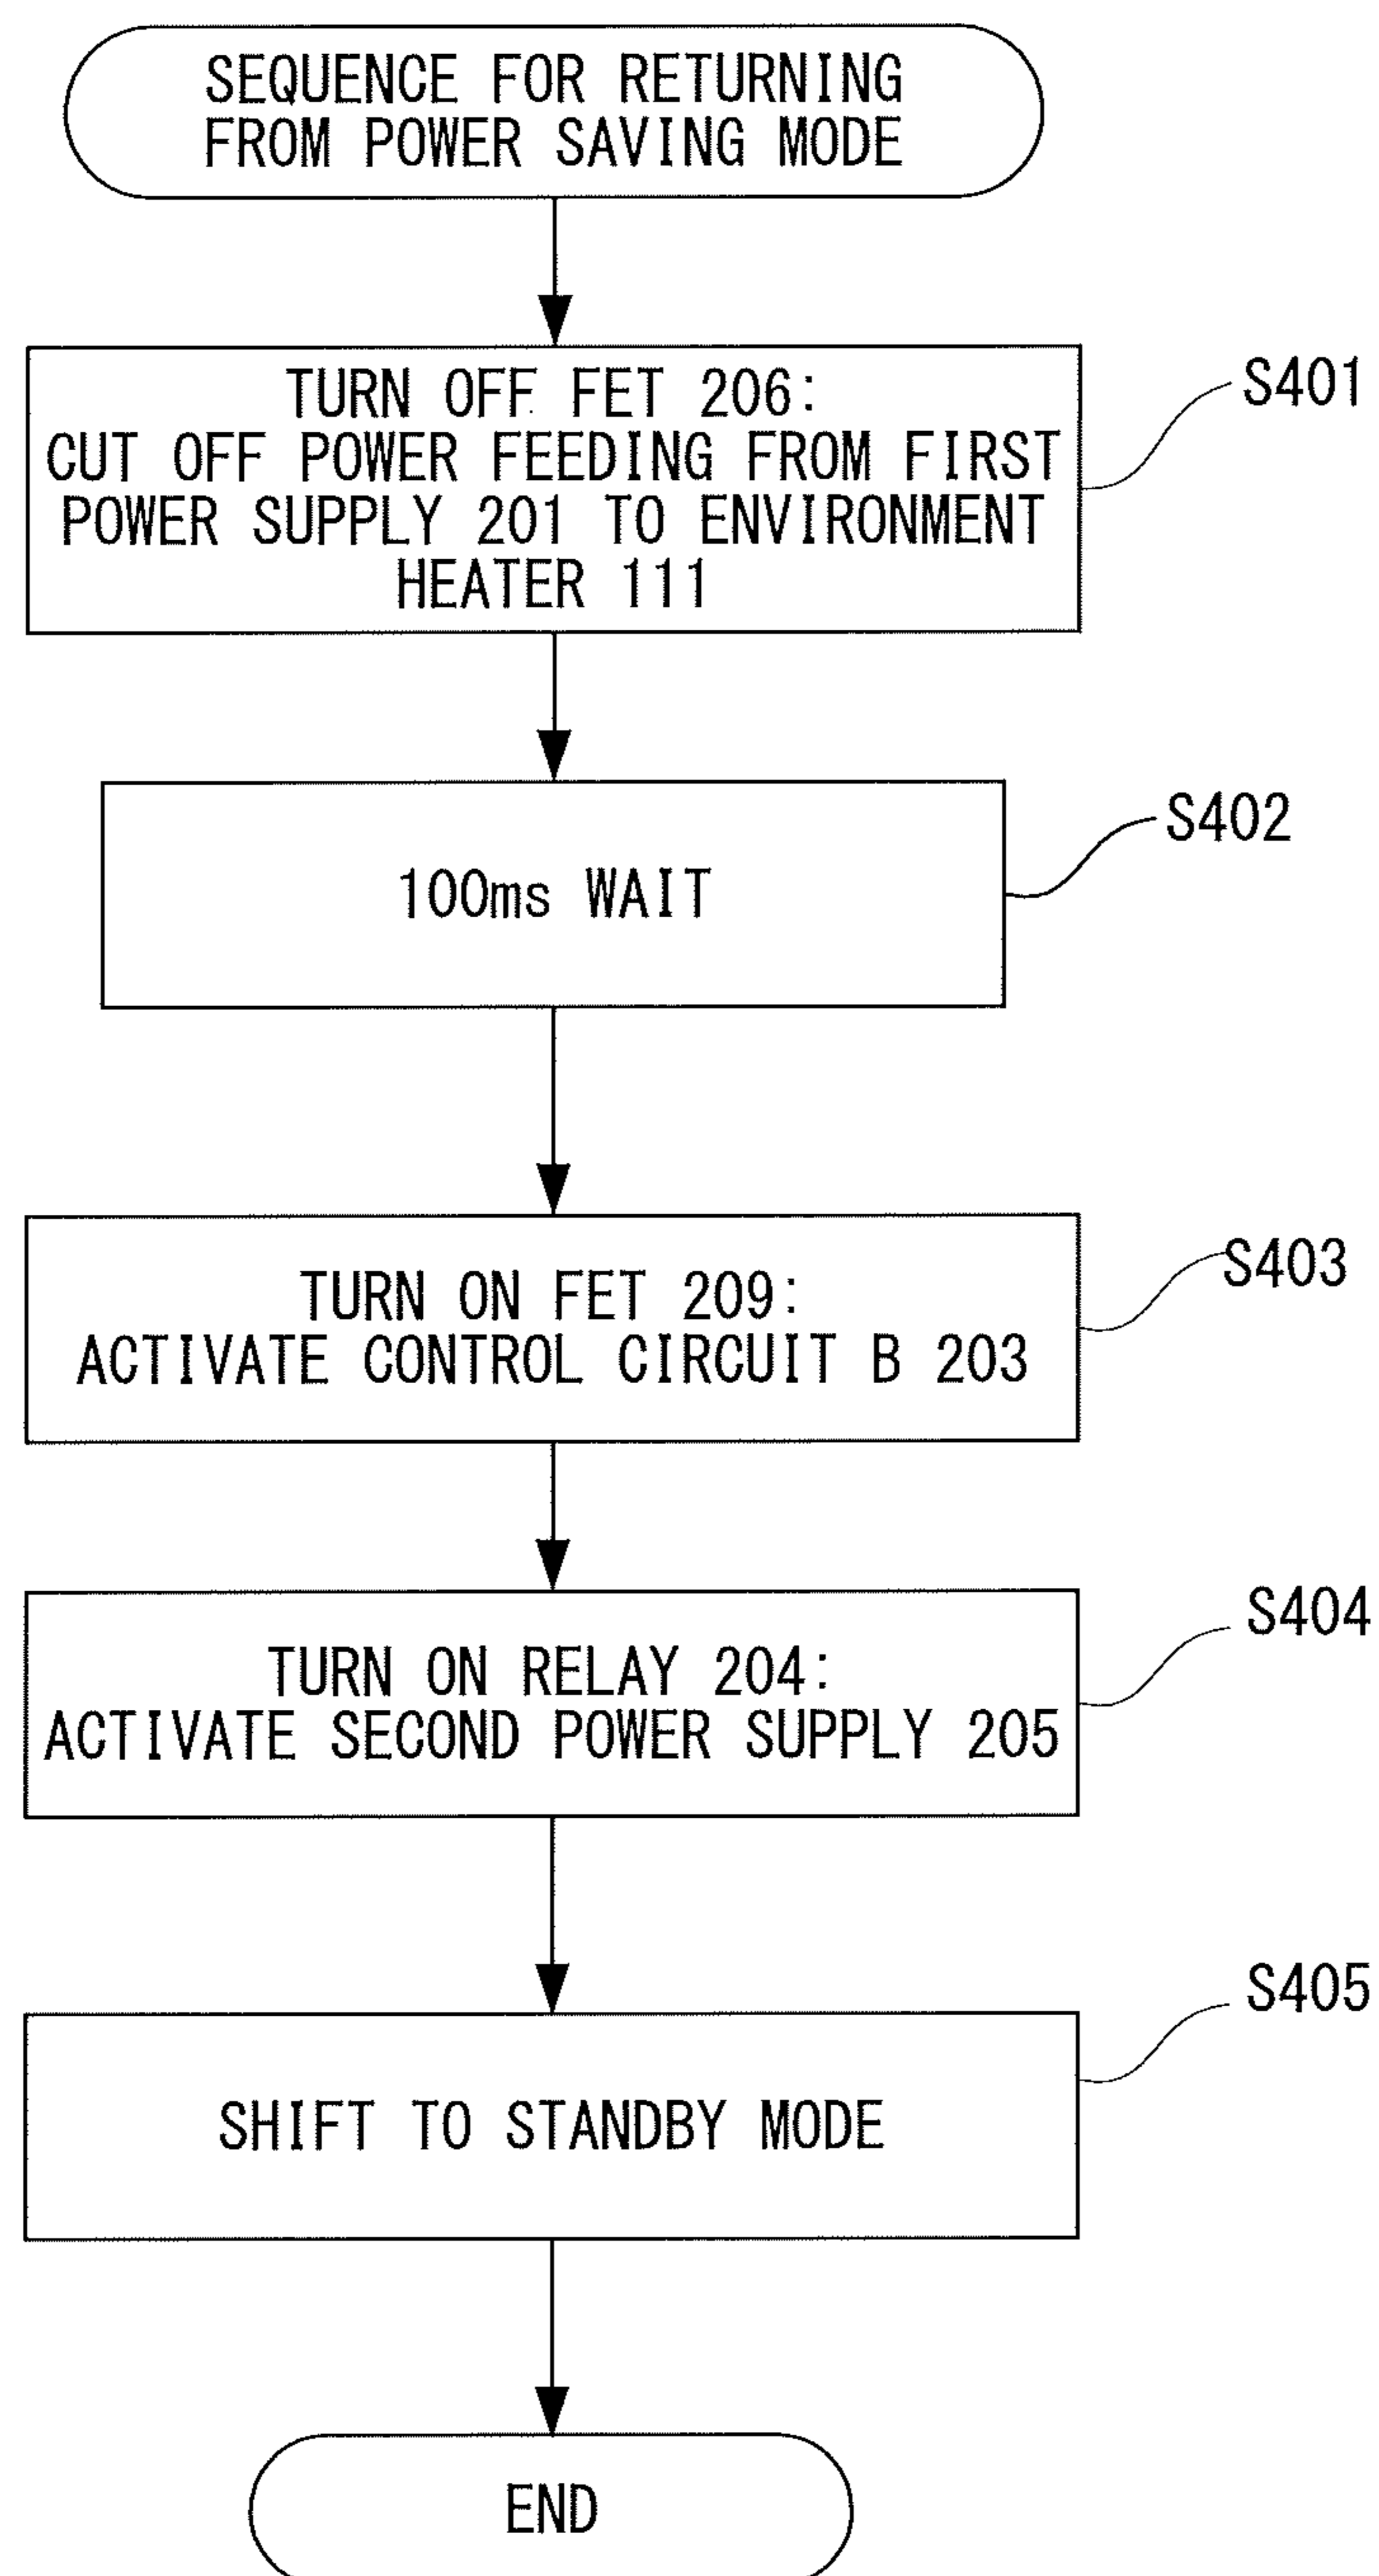 SEQUENCE FOR RETURNING
FROM POWER SAVING MODE
TURN OFF FET 206:
CUT OFF POWER FEEDING FROM FIRST
POWER SUPPLY 201 TO ENVIRONMENT
HEATER 111
S401
100ms WAIT
S402
TURN ON FET 209:
ACTIVATE CONTROL CIRCUIT B 203
S403
TURN ON RELAY 204:
ACTIVATE SECOND POWER SUPPLY 205
S404
SHIFT TO STANDBY MODE
S405
END